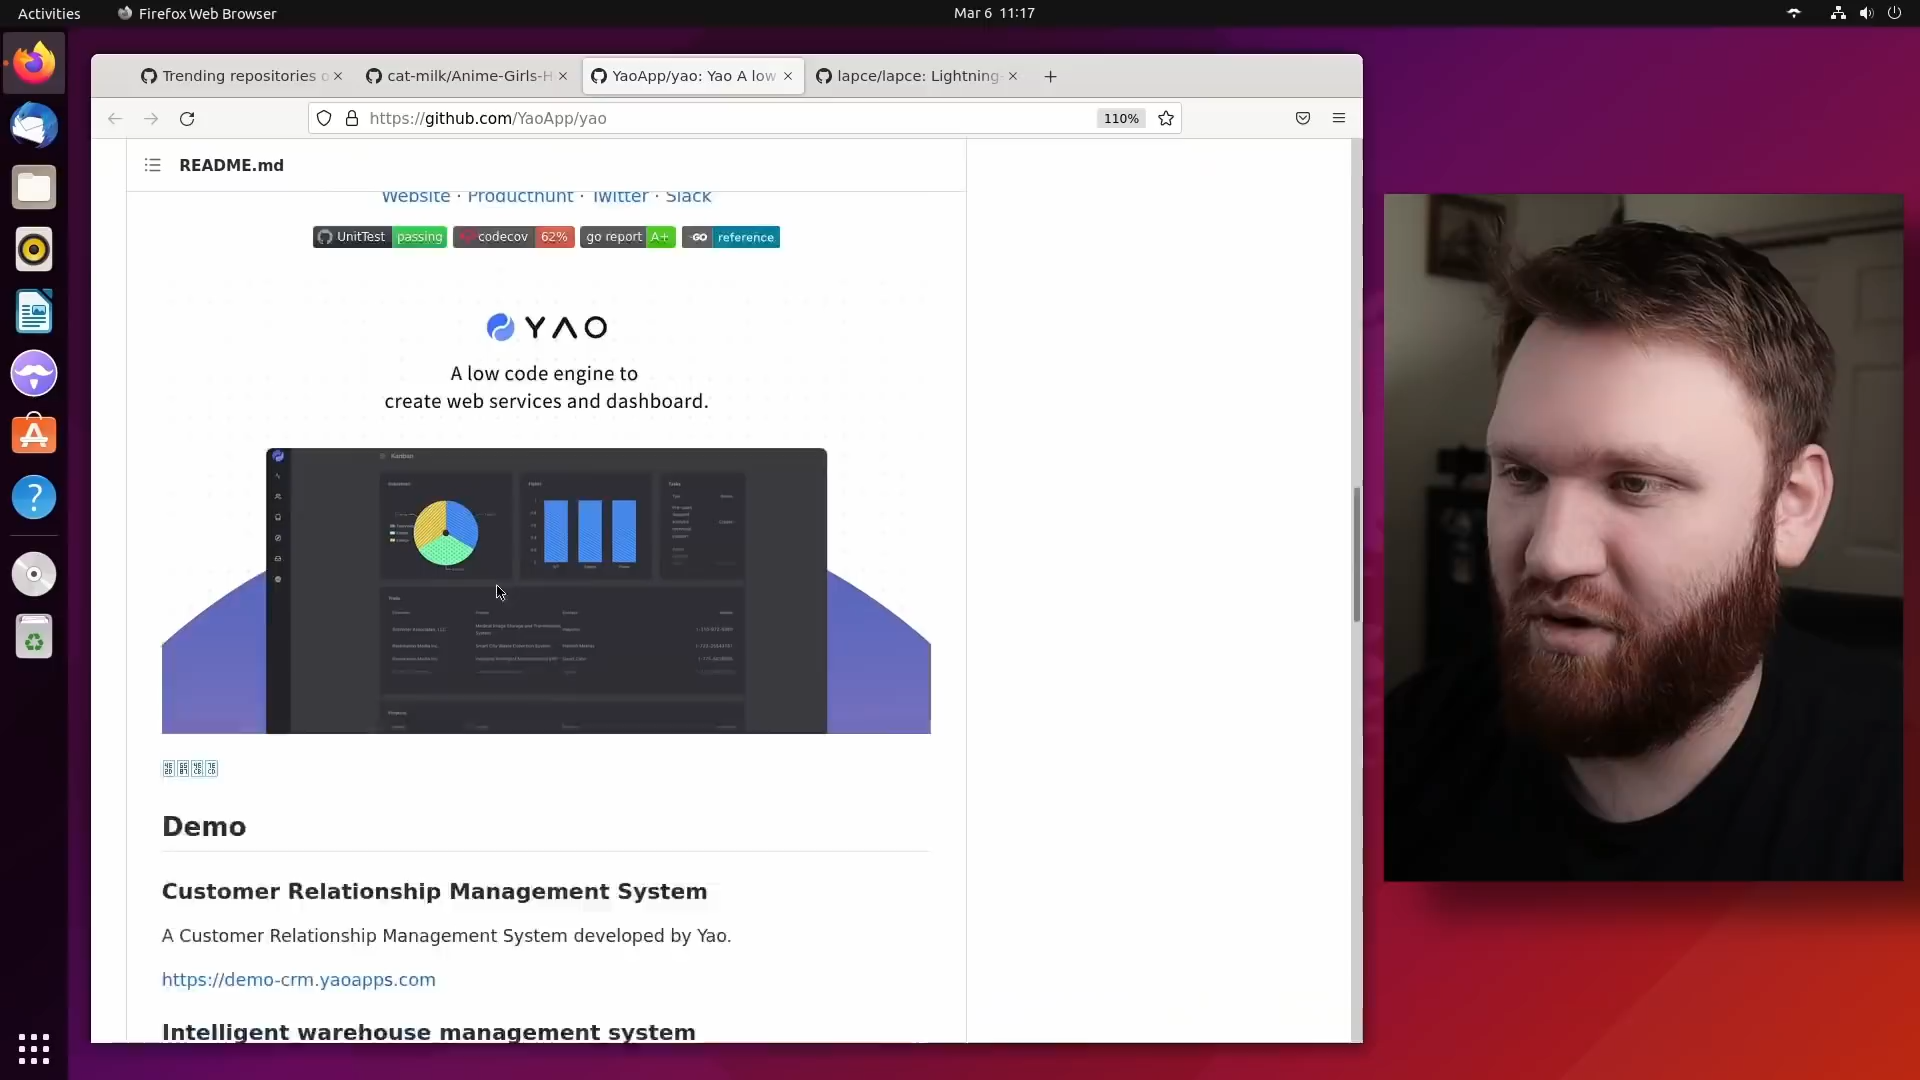 Activities
Firefox Web Browser
Mar 6 11:17
Trending repositories o
cat-milk/Anime-Girls-H
YaoApp/yao: Yao A low
lapce/lapce: Lightning-
https://github.com/YaoApp/yao
110%
README.md
Website · Producthunt · Twitter · Slack
UnitTest passing
codecov 62%
go report A+
GO reference
YAO
A low code engine to
create web services and dashboard.
Kanban
Demo
Customer Relationship Management System
A Customer Relationship Management System developed by Yao.
https://demo-crm.yaoapps.com
Intelligent warehouse management system